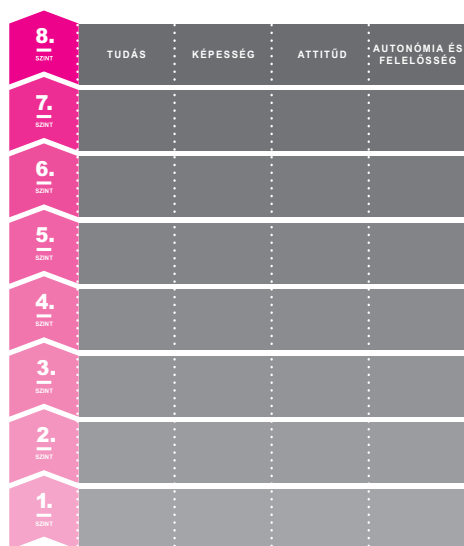 8.
SZINT
TUDÁS
KÉPESSÉG
ATTITŰD
AUTONÓMIA ÉS
FELELŐSSÉG
7.
SZINT
6.
SZINT
5.
SZINT
4.
SZINT
3.
SZINT
2.
SZINT
1.
SZINT